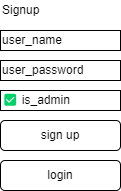 Signup
user_name
user_password
is_admin
sign up
login